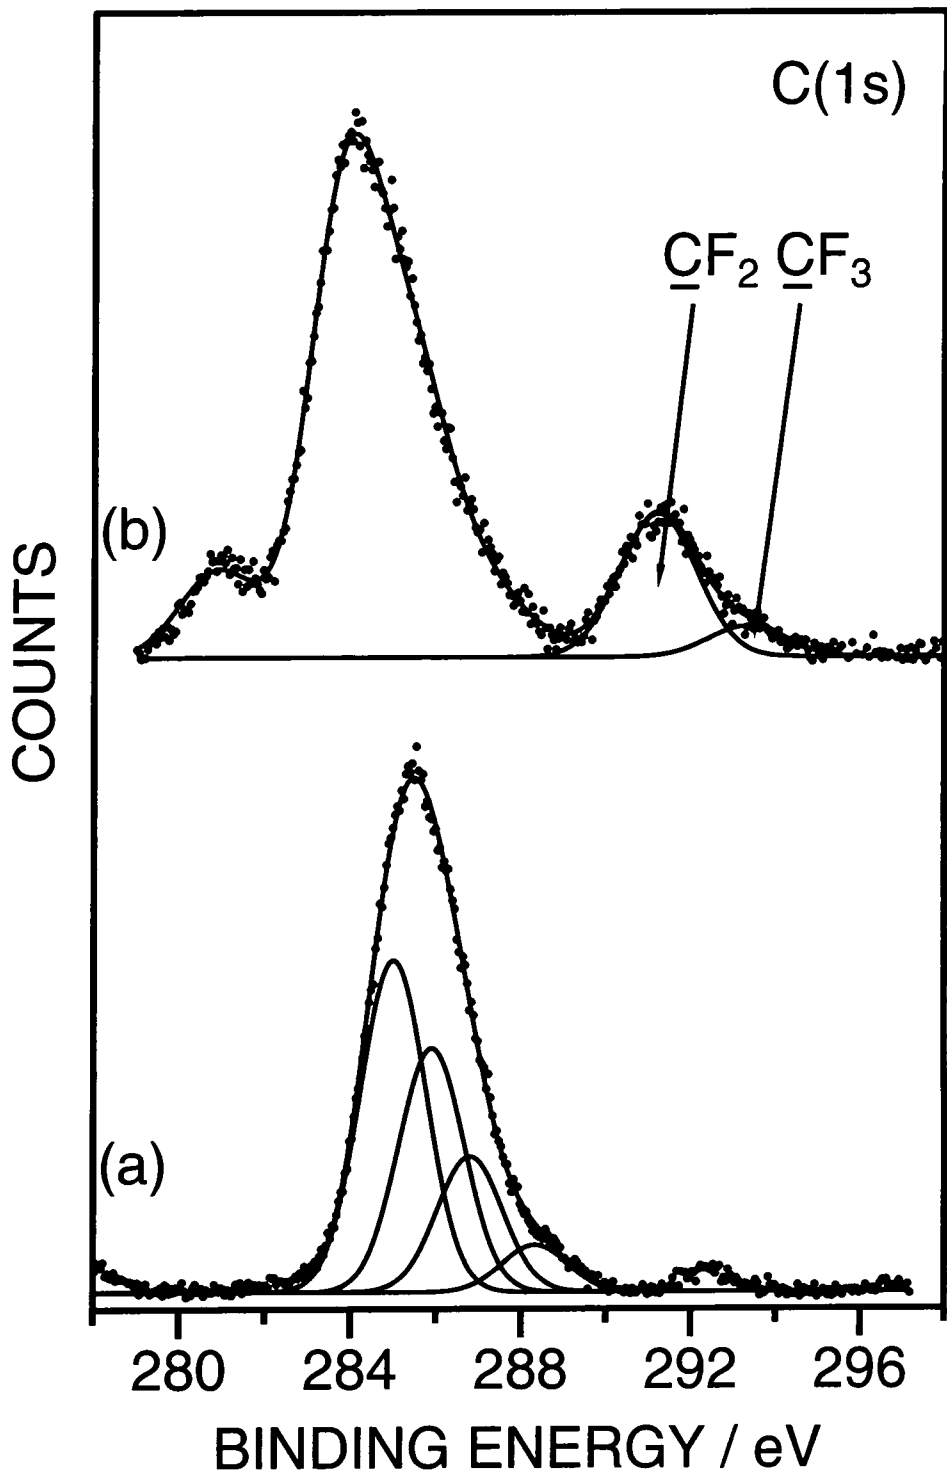 C(1s)
CF₂ CF₃
(b)
COUNTS
(a)
280 284 288 292 296
BINDING ENERGY / eV